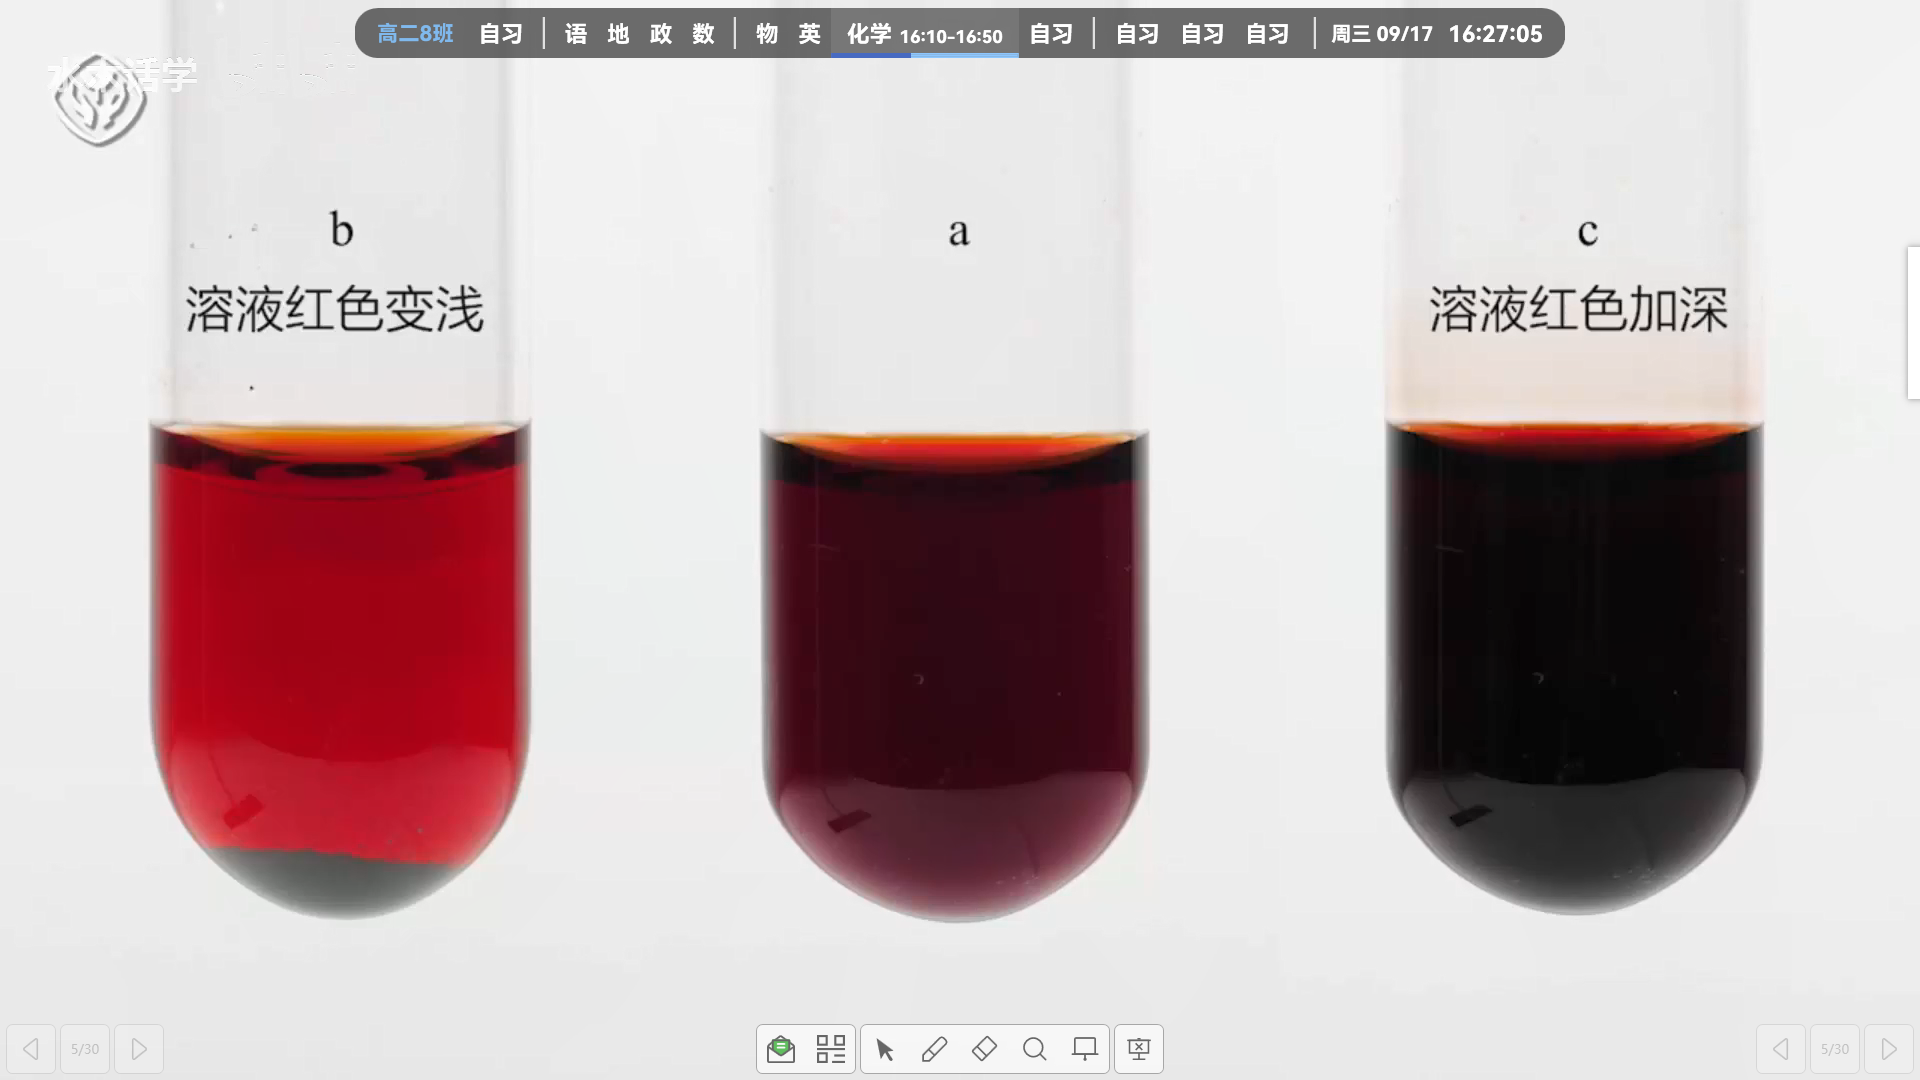 高二8班 自习 | 语 地 政 数 | 物 英 化学 16:10-16:50 自习 | 自习 自习 自习 | 周三 09/17 16:27:05
b
a
c
溶液红色变浅
溶液红色加深
5/30
5/30